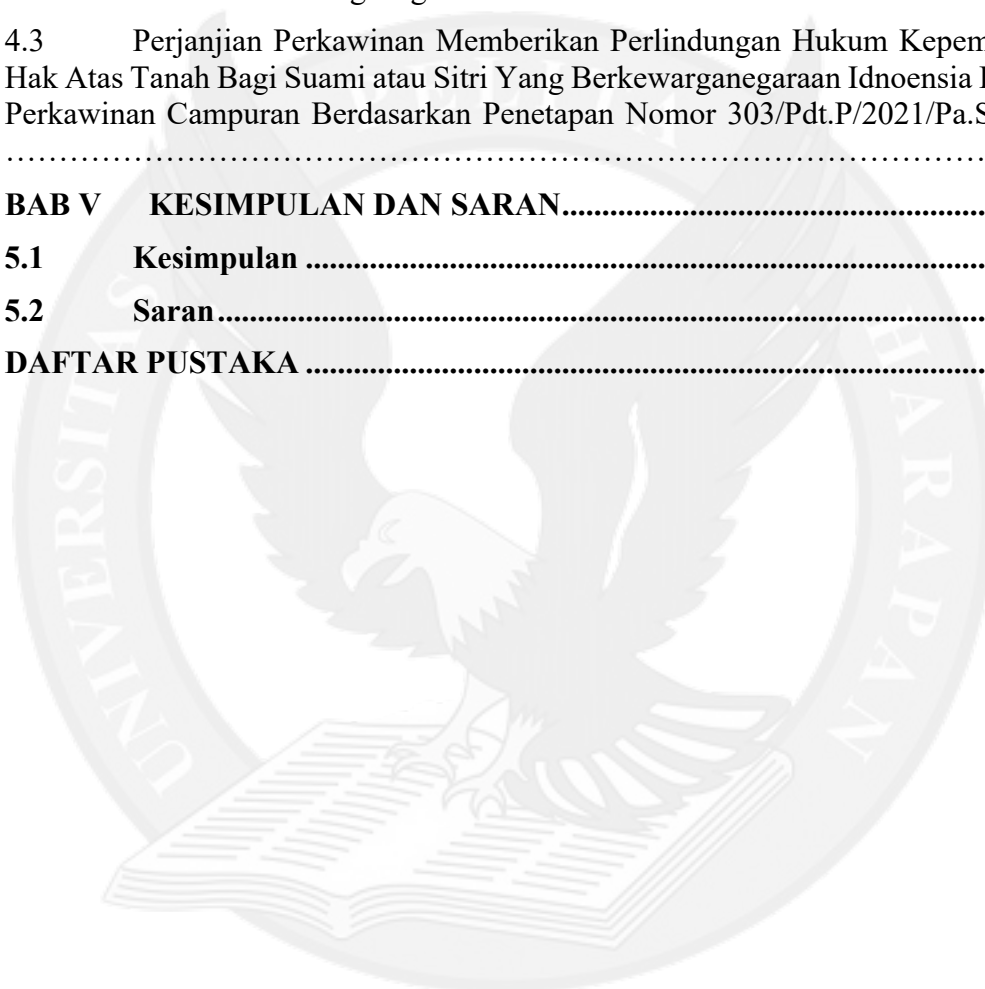 4.3 Perjanjian Perkawinan Memberikan Perlindungan Hukum Kepem
Hak Atas Tanah Bagi Suami atau Sitri Yang Berkewarganegaraan Idnoensia
Perkawinan Campuran Berdasarkan Penetapan Nomor 303/Pdt.P/2021/Pa.S
……………………………………………………………………………
BAB V KESIMPULAN DAN SARAN..............................................
5.1 Kesimpulan ..............................................................................
5.2 Saran.........................................................................................
DAFTAR PUSTAKA ..............................................................................
UNIVERSITAS
HARAPAN